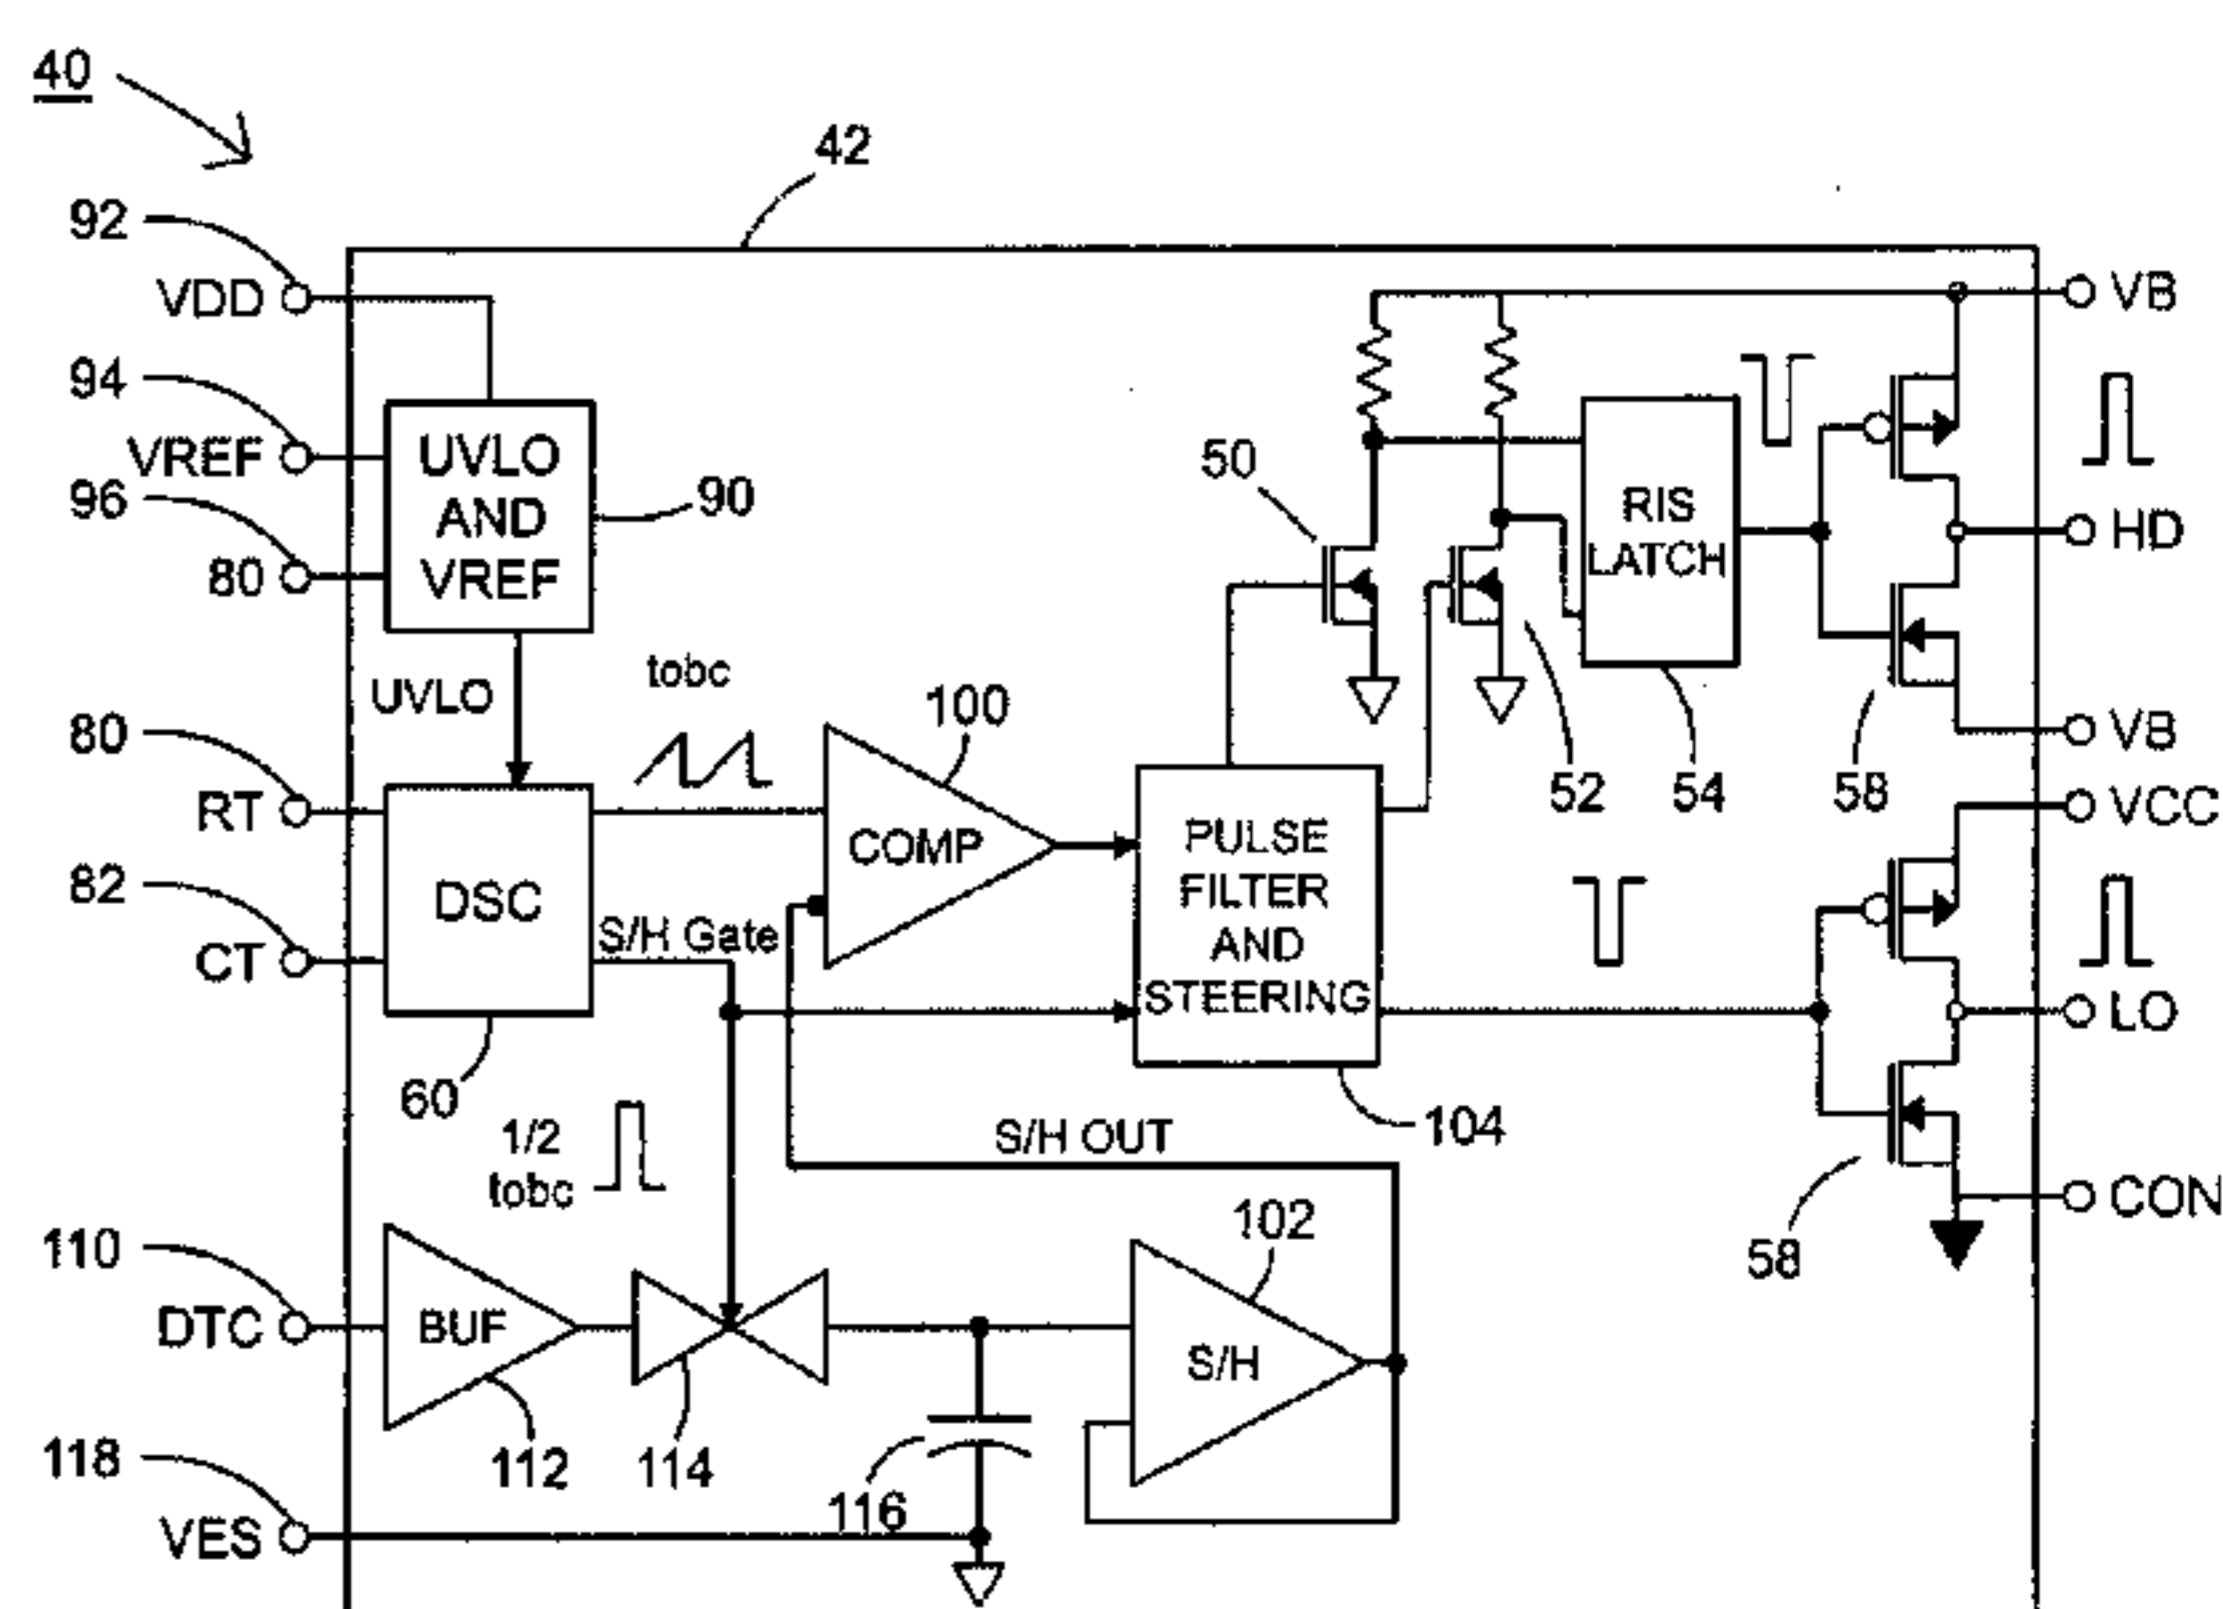 40
42
92
VDD
VB
94
VREF
UVLO
AND
VREF
90
96
80
50
RIS
LATCH
HD
UVLO
tobc
100
80
RT
52
54
58
VB
VCC
DSC
COMP
PULSE
FILTER
AND
STEERING
82
CT
S/H Gate
LO
60
1/2
tobc
S/H OUT
104
58
CON
110
DTC
BUF
102
S/H
112
114
116
118
VES